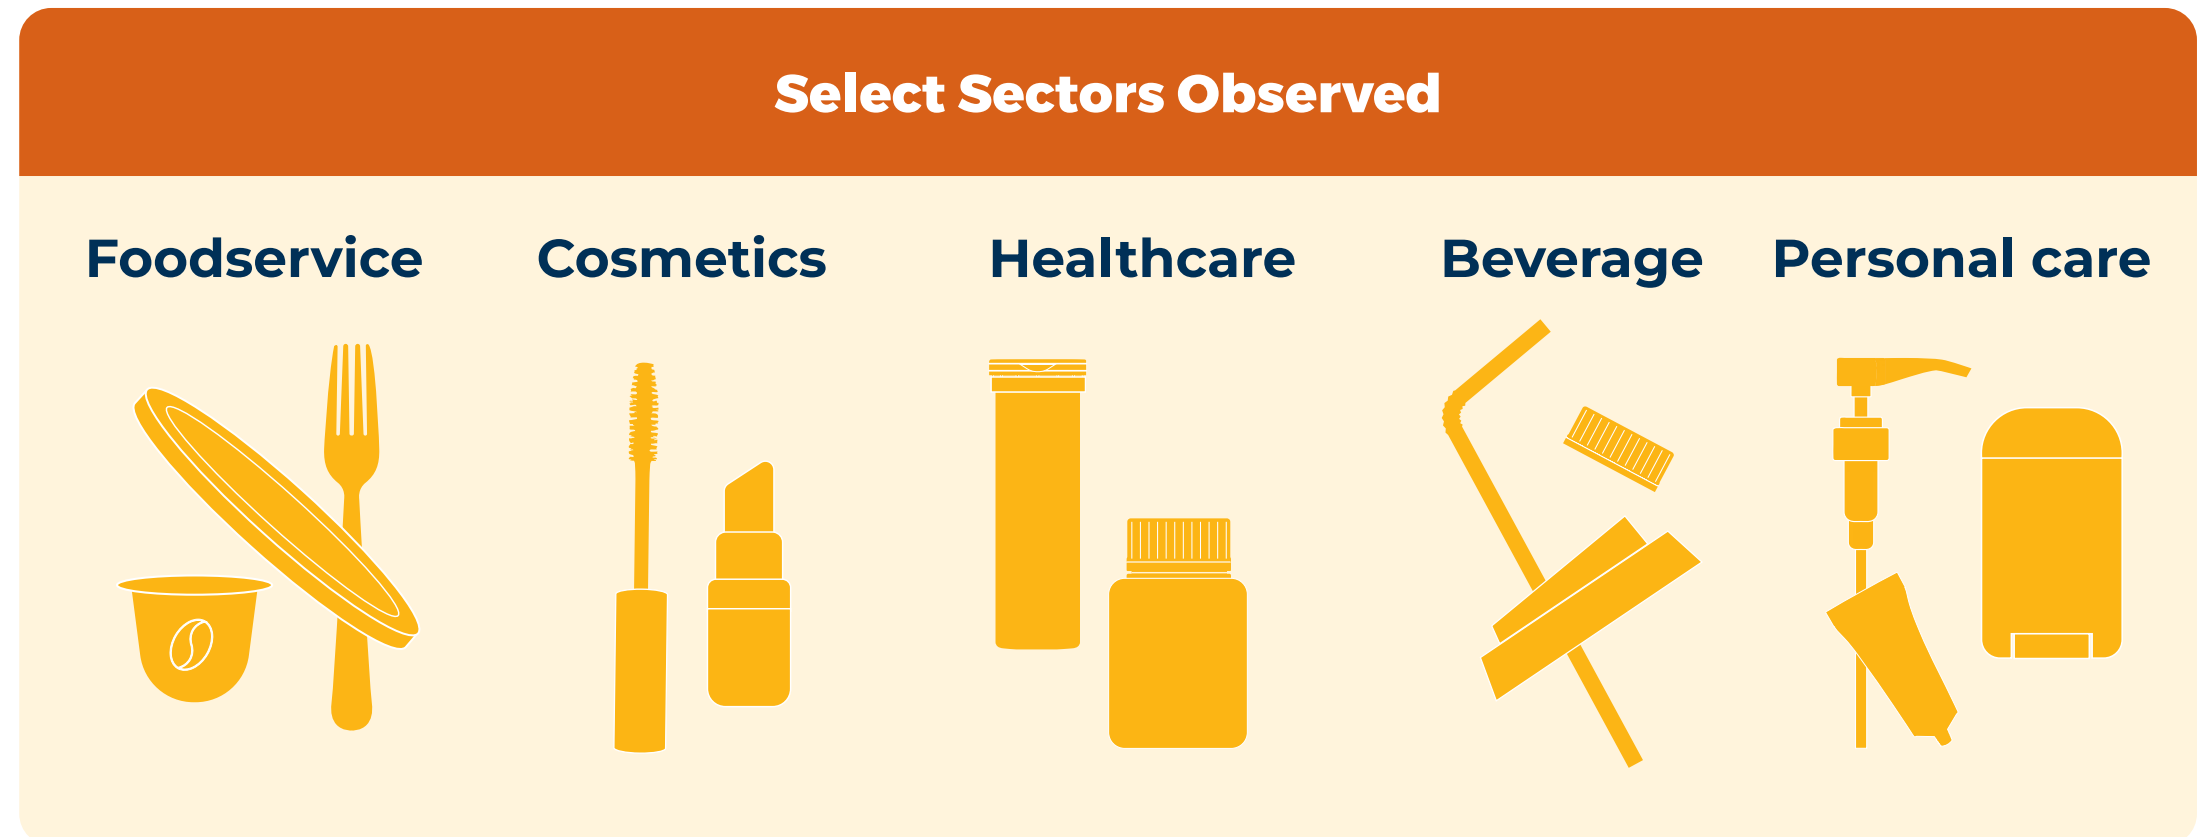 Select Sectors Observed
Foodservice
Cosmetics
Healthcare
Beverage
Personal care